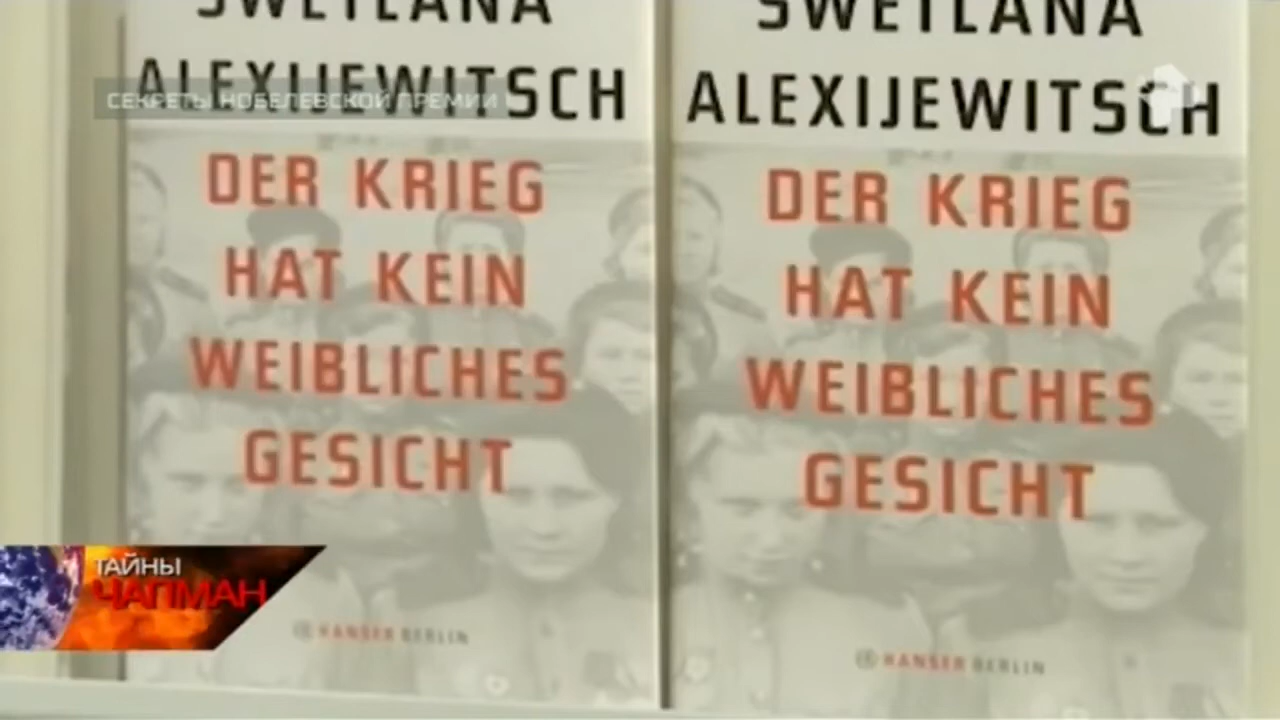 SWETLANA
ALEXIJEWITSCH
DER KRIEG
HAT KEIN
WEIBLICHES
GESICHT
HANSER BERLIN
SWETLANA
ALEXIJEWITSCH
DER KRIEG
HAT KEIN
WEIBLICHES
GESICHT
HANSER BERLIN
СЕКРЕТЫ НОБЕЛЕВСКОЙ ПРЕМИИ
ТАЙНЫ
ЧАПМАН